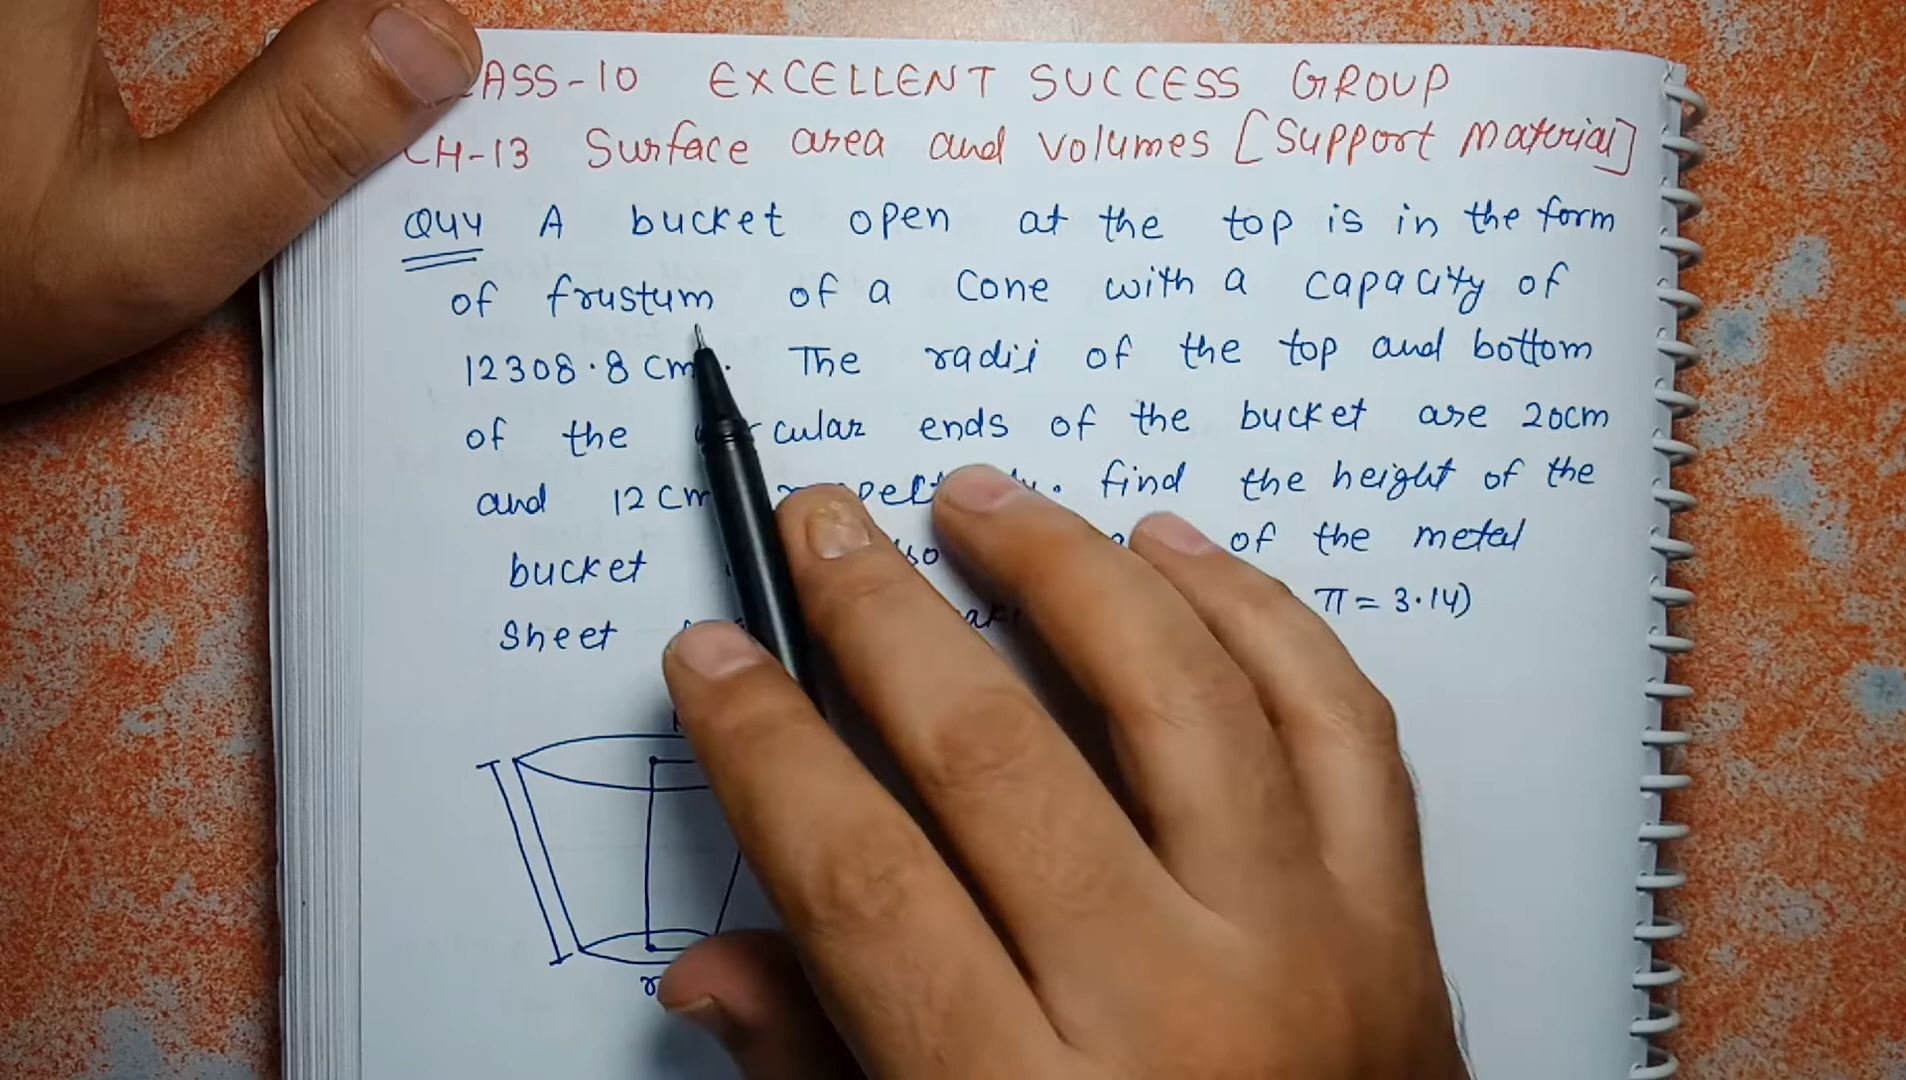 ASS-10 EXCELLENT SUCCESS GROUP
CH-13 Surface area and volumes [Support Material]
Q44 A bucket open at the top is in the form
of frustum of a cone with a capacity of
12308.8 cm . The radii of the top and bottom
of the cular ends of the bucket are 20cm
and 12 cm find the height of the
bucket of the metal
Sheet π = 3.14)
r